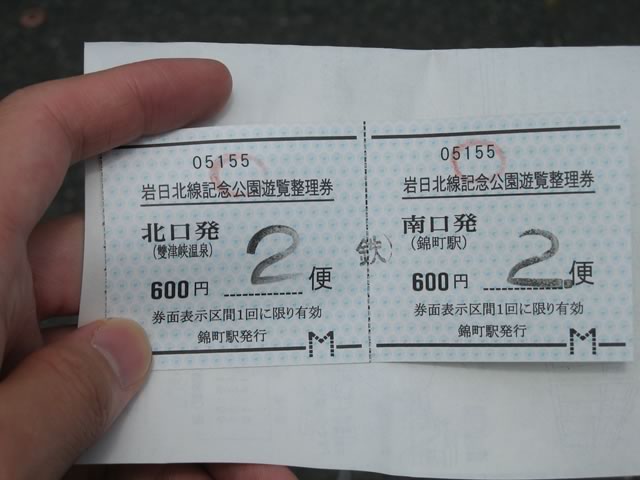 05155
岩日北線記念公園遊覧整理券
北口発
(雙津峡温泉)
2便
600円
券面表示区間1回に限り有効
錦町駅発行
M
鉄)
05155
岩日北線記念公園遊覧整理券
南口発
(錦町駅)
2便
600円
券面表示区間1回に限り有効
錦町駅発行
M